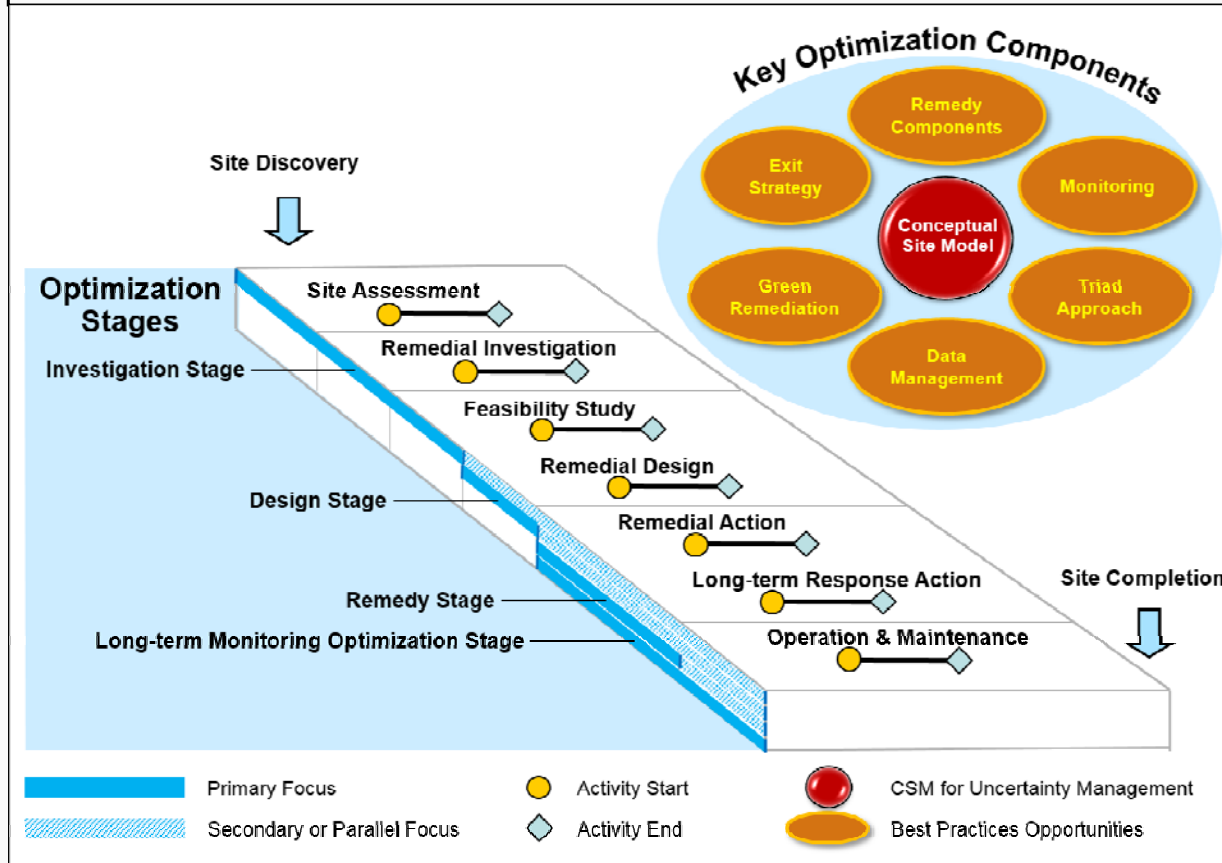 Key Optimization Components
Remedy
Components
Exit
Strategy
Monitoring
Conceptual
Site Model
Green
Remediation
Triad
Approach
Data
Management
Site Discovery
Optimization
Stages
Site Assessment
Remedial Investigation
Investigation Stage
Feasibility Study
Remedial Design
Design Stage
Remedial Action
Long-term Response Action
Site Completion
Remedy Stage
Long-term Monitoring Optimization Stage
Operation & Maintenance
Primary Focus
Activity Start
CSM for Uncertainty Management
Secondary or Parallel Focus
Activity End
Best Practices Opportunities